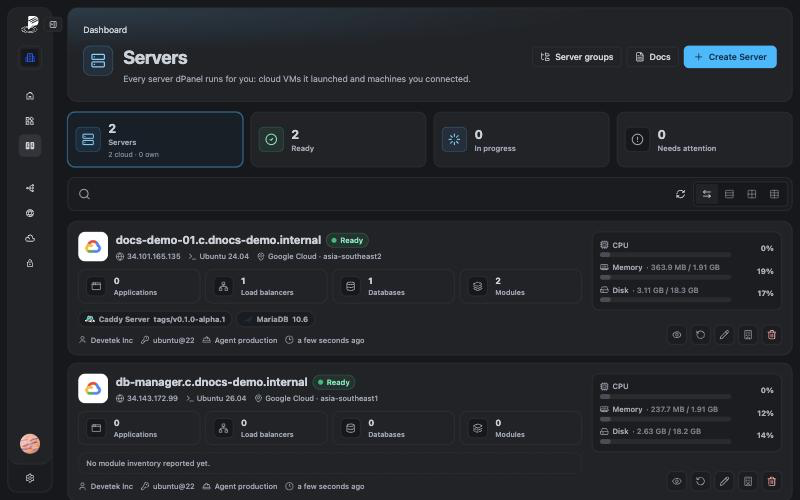 Dashboard
Servers
Every server dPanel runs for you: cloud VMs it launched and machines you connected.
Server groups
Docs
Create Server
2
Servers
2 cloud · 0 own
2
Ready
0
In progress
0
Needs attention
docs-demo-01.c.dnocs-demo.internal Ready
34.101.165.135 Ubuntu 24.04 Google Cloud · asia-southeast2
0
Applications
1
Load balancers
1
Databases
2
Modules
Caddy Server tags/v0.1.0-alpha.1 MariaDB 10.6
Devetek Inc ubuntu@22 Agent production a few seconds ago
CPU 0%
Memory · 363.9 MB / 1.91 GB 19%
Disk · 3.11 GB / 18.3 GB 17%
db-manager.c.dnocs-demo.internal Ready
34.143.172.99 Ubuntu 26.04 Google Cloud · asia-southeast1
0
Applications
0
Load balancers
0
Databases
0
Modules
No module inventory reported yet.
Devetek Inc ubuntu@22 Agent production a few seconds ago
CPU 0%
Memory · 237.7 MB / 1.91 GB 12%
Disk · 2.63 GB / 18.2 GB 14%